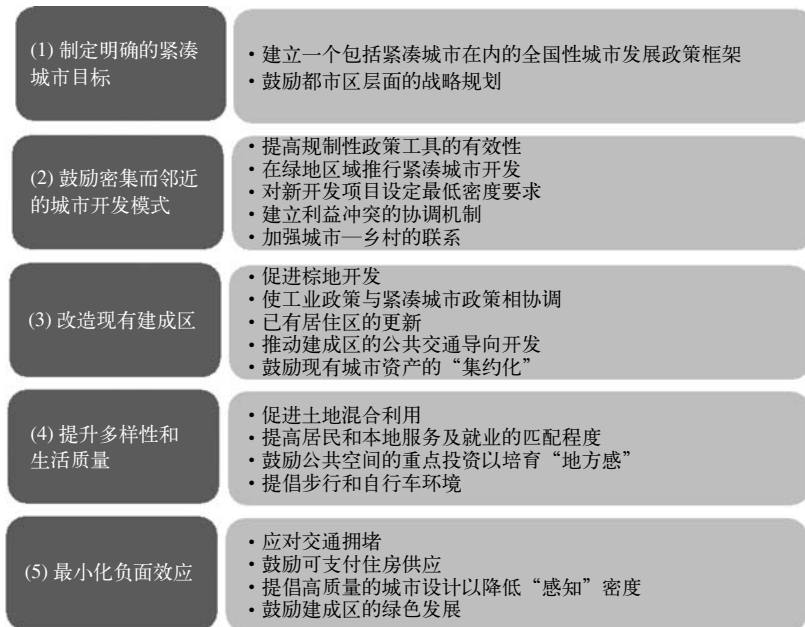 (1) 制定明确的紧凑
城市目标
·建立一个包括紧凑城市在内的全国性城市发展政策框架
·鼓励都市区层面的战略规划
(2) 鼓励密集而邻近
的城市开发模式
·提高规制性政策工具的有效性
·在绿地区域推行紧凑城市开发
·对新开发项目设定最低密度要求
·建立利益冲突的协调机制
·加强城市—乡村的联系
(3) 改造现有建成区
·促进棕地开发
·使工业政策与紧凑城市政策相协调
·已有居住区的更新
·推动建成区的公共交通导向开发
·鼓励现有城市资产的“集约化”
(4) 提升多样性和
生活质量
·促进土地混合利用
·提高居民和本地服务及就业的匹配程度
·鼓励公共空间的重点投资以培育“地方感”
·提倡步行和自行车环境
(5) 最小化负面效应
·应对交通拥堵
·鼓励可支付住房供应
·提倡高质量的城市设计以降低“感知”密度
·鼓励建成区的绿色发展